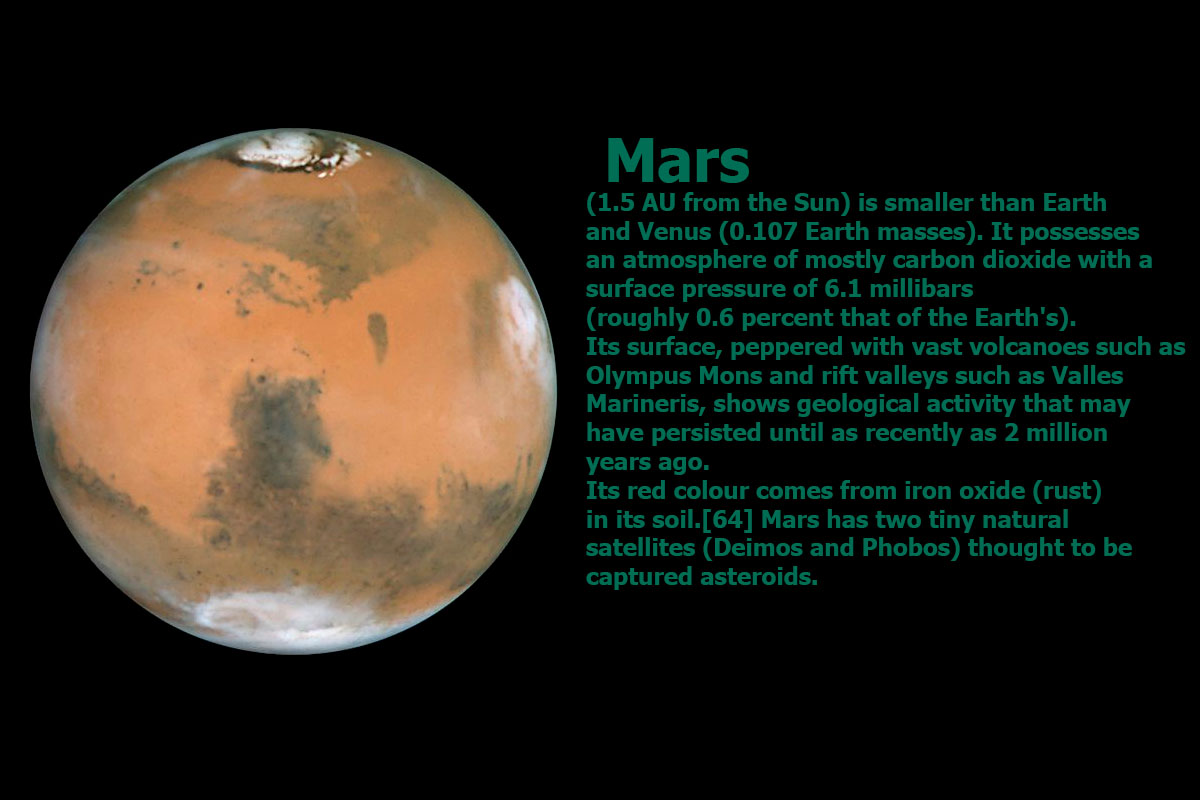 Mars
(1.5 AU from the Sun) is smaller than Earth
and Venus (0.107 Earth masses). It possesses
an atmosphere of mostly carbon dioxide with a
surface pressure of 6.1 millibars
(roughly 0.6 percent that of the Earth's).
Its surface, peppered with vast volcanoes such as
Olympus Mons and rift valleys such as Valles
Marineris, shows geological activity that may
have persisted until as recently as 2 million
years ago.
Its red colour comes from iron oxide (rust)
in its soil.[64] Mars has two tiny natural
satellites (Deimos and Phobos) thought to be
captured asteroids.